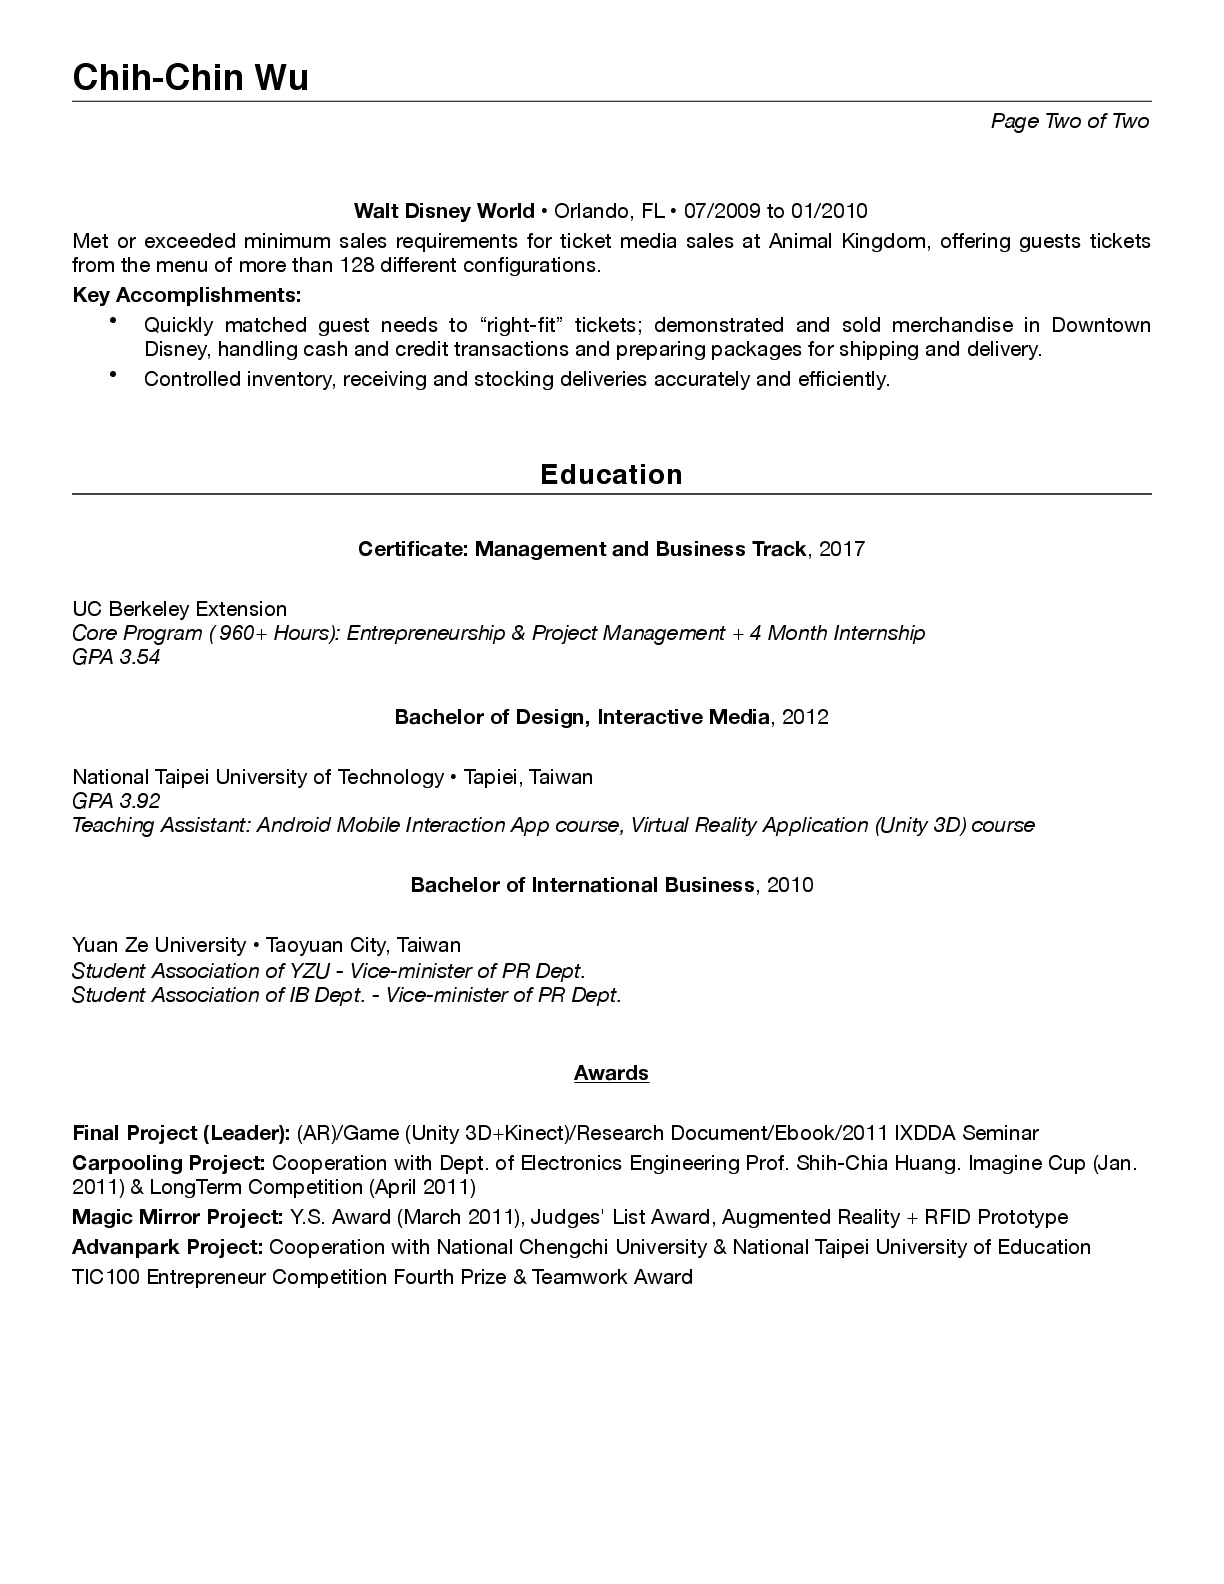 Chih-Chin Wu
Page Two of Two
Walt Disney World • Orlando, FL • 07/2009 to 01/2010
Met or exceeded minimum sales requirements for ticket media sales at Animal Kingdom, offering guests tickets
from the menu of more than 128 different configurations.
Key Accomplishments:
• Quickly matched guest needs to “right-fit” tickets; demonstrated and sold merchandise in Downtown
Disney, handling cash and credit transactions and preparing packages for shipping and delivery.
• Controlled inventory, receiving and stocking deliveries accurately and efficiently.
Education
Certificate: Management and Business Track, 2017
UC Berkeley Extension
Core Program ( 960+ Hours): Entrepreneurship & Project Management + 4 Month Internship
GPA 3.54
Bachelor of Design, Interactive Media, 2012
National Taipei University of Technology • Tapiei, Taiwan
GPA 3.92
Teaching Assistant: Android Mobile Interaction App course, Virtual Reality Application (Unity 3D) course
Bachelor of International Business, 2010
Yuan Ze University • Taoyuan City, Taiwan
Student Association of YZU - Vice-minister of PR Dept.
Student Association of IB Dept. - Vice-minister of PR Dept.
Awards
Final Project (Leader): (AR)/Game (Unity 3D+Kinect)/Research Document/Ebook/2011 IXDDA Seminar
Carpooling Project: Cooperation with Dept. of Electronics Engineering Prof. Shih-Chia Huang. Imagine Cup (Jan.
2011) & LongTerm Competition (April 2011)
Magic Mirror Project: Y.S. Award (March 2011), Judges' List Award, Augmented Reality + RFID Prototype
Advanpark Project: Cooperation with National Chengchi University & National Taipei University of Education
TIC100 Entrepreneur Competition Fourth Prize & Teamwork Award